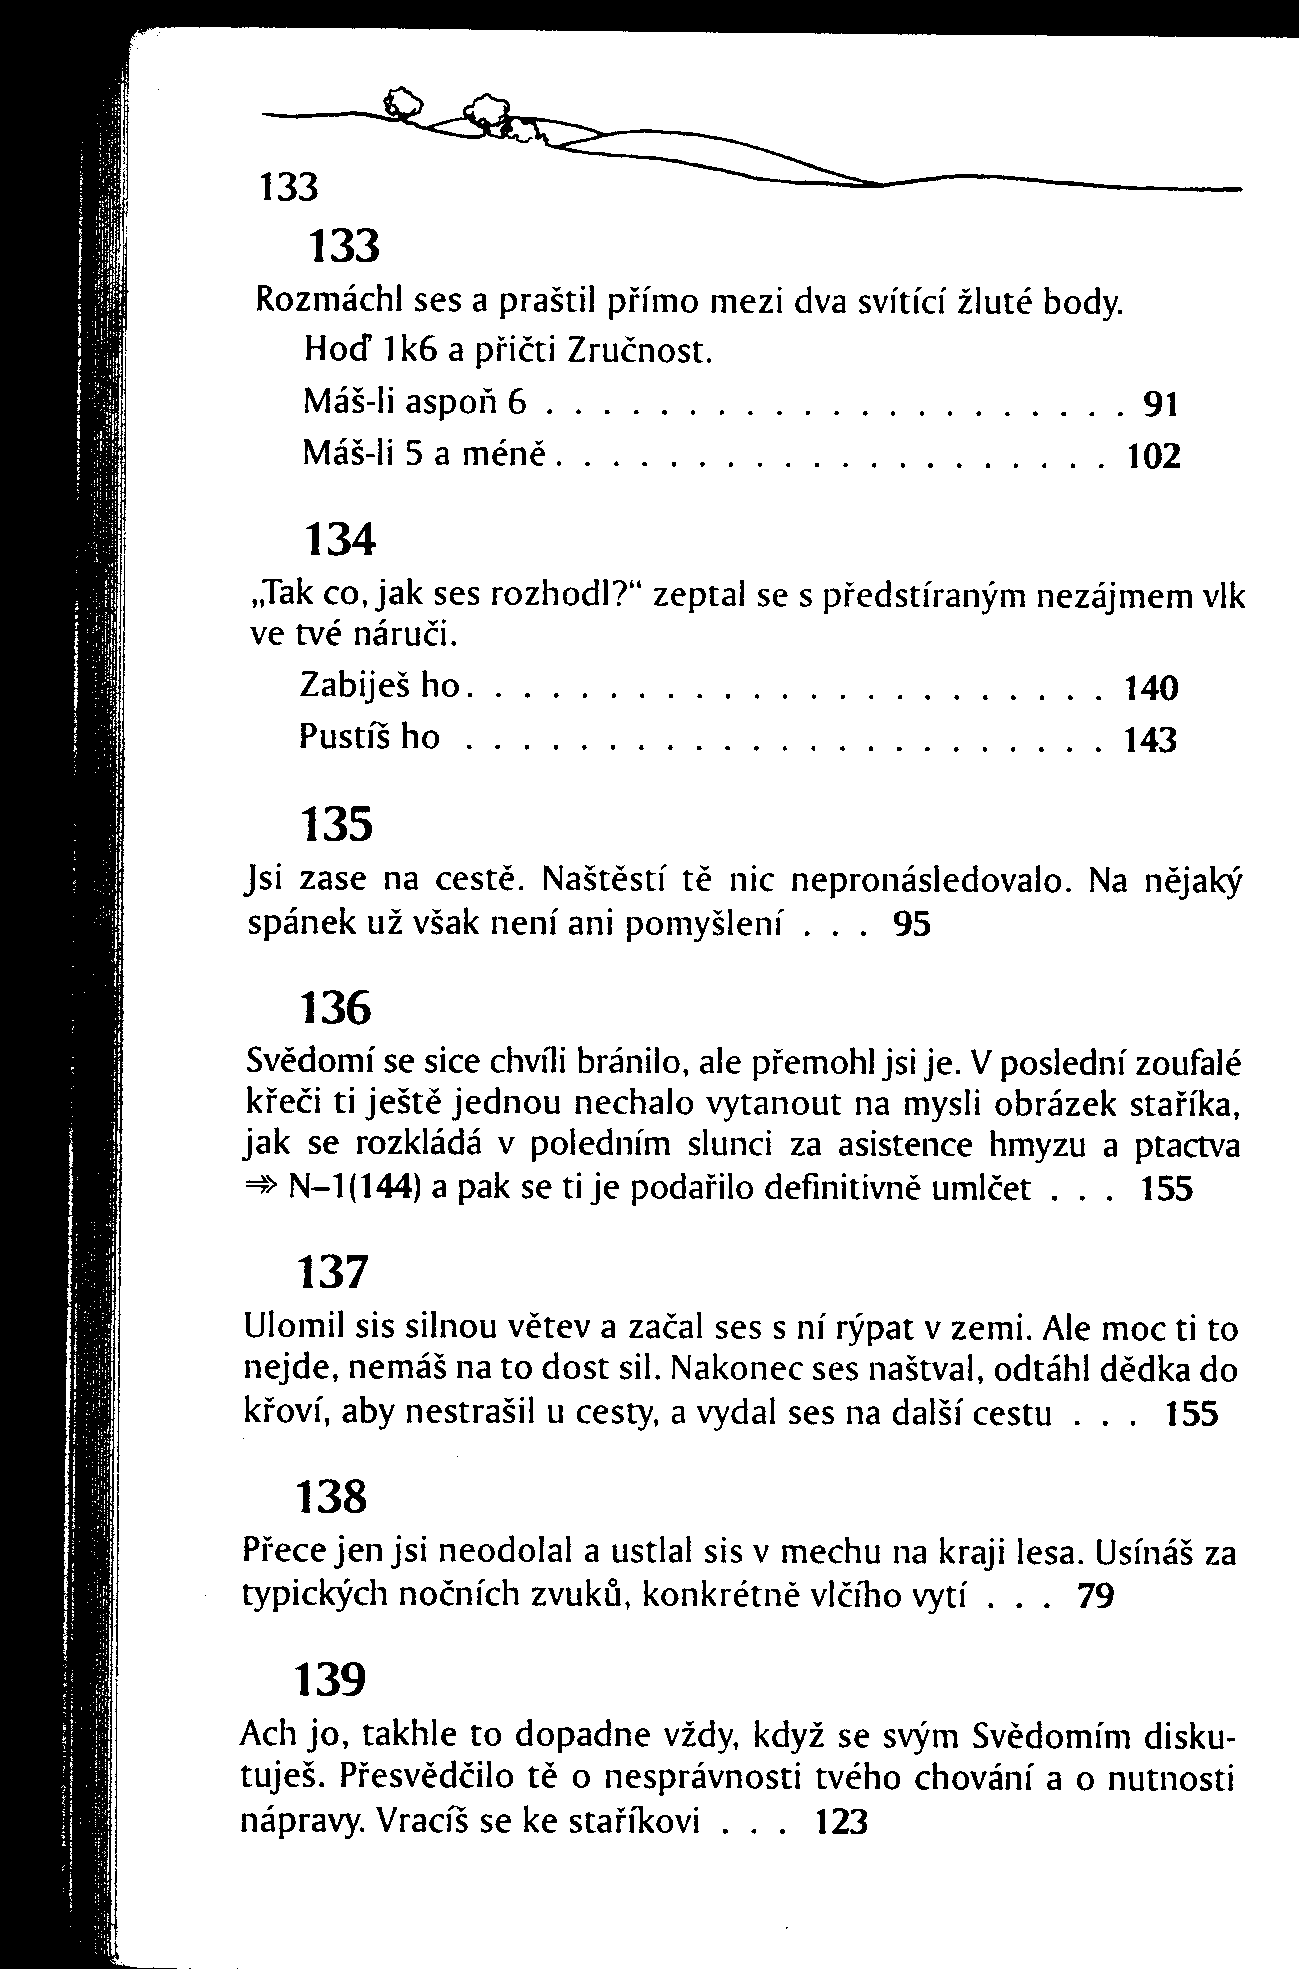 133
133
Rozmáchl ses a praštil přímo mezi dva svítící žluté body.
Hoď 1k6 a přičti Zručnost.
Máš-li aspoň 6 . . . . . . . . . . . . . . . . . . . . . 91
Máš-li 5 a méně . . . . . . . . . . . . . . . . . . . . 102
134
„Tak co, jak ses rozhodl?“ zeptal se s předstíraným nezájmem vlk
ve tvé náruči.
Zabiješ ho . . . . . . . . . . . . . . . . . . . . . . . 140
Pustíš ho . . . . . . . . . . . . . . . . . . . . . . . 143
135
Jsi zase na cestě. Naštěstí tě nic nepronásledovalo. Na nějaký
spánek už však není ani pomyšlení . . . 95
136
Svědomí se sice chvíli bránilo, ale přemohl jsi je. V poslední zoufalé
křeči ti ještě jednou nechalo vytanout na mysli obrázek staříka,
jak se rozkládá v poledním slunci za asistence hmyzu a ptactva
⇒ N–1(144) a pak se ti je podařilo definitivně umlčet . . . 155
137
Ulomil sis silnou větev a začal ses s ní rýpat v zemi. Ale moc ti to
nejde, nemáš na to dost sil. Nakonec ses naštval, odtáhl dědka do
křoví, aby nestrašil u cesty, a vydal ses na další cestu . . . 155
138
Přece jen jsi neodolal a ustlal sis v mechu na kraji lesa. Usínáš za
typických nočních zvuků, konkrétně vlčího vytí . . . 79
139
Ach jo, takhle to dopadne vždy, když se svým Svědomím disku-
tuješ. Přesvědčilo tě o nesprávnosti tvého chování a o nutnosti
nápravy. Vracíš se ke staříkovi . . . 123